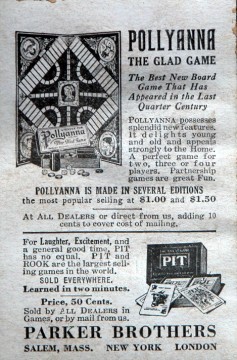 POLLYANNA
THE GLAD GAME
The Best New Board
Game That Has
Appeared in the Last
Quarter Century
POLLYANNA possesses
splendid new features.
It delights young
and old and appeals
strongly to the Home.
A perfect game for
two, three or four
players. Partnership
games are great Fun.
Pollyanna
The Glad Game
POLLYANNA IS MADE IN SEVERAL EDITIONS
the most popular selling at $1.00 and $1.50
At ALL DEALERS or direct from us, adding 10
cents to cover cost of mailing.
For Laughter, Excitement, and
a general good time, PIT
has no equal. PIT and
ROOK are the largest sell-
ing games in the world.
SOLD EVERYWHERE.
Learned in two minutes.
Price, 50 Cents.
Sold by ALL DEALERS in
Games, or by mail from us.
PIT
PARKER BROTHERS
SALEM, MASS. NEW YORK LONDON